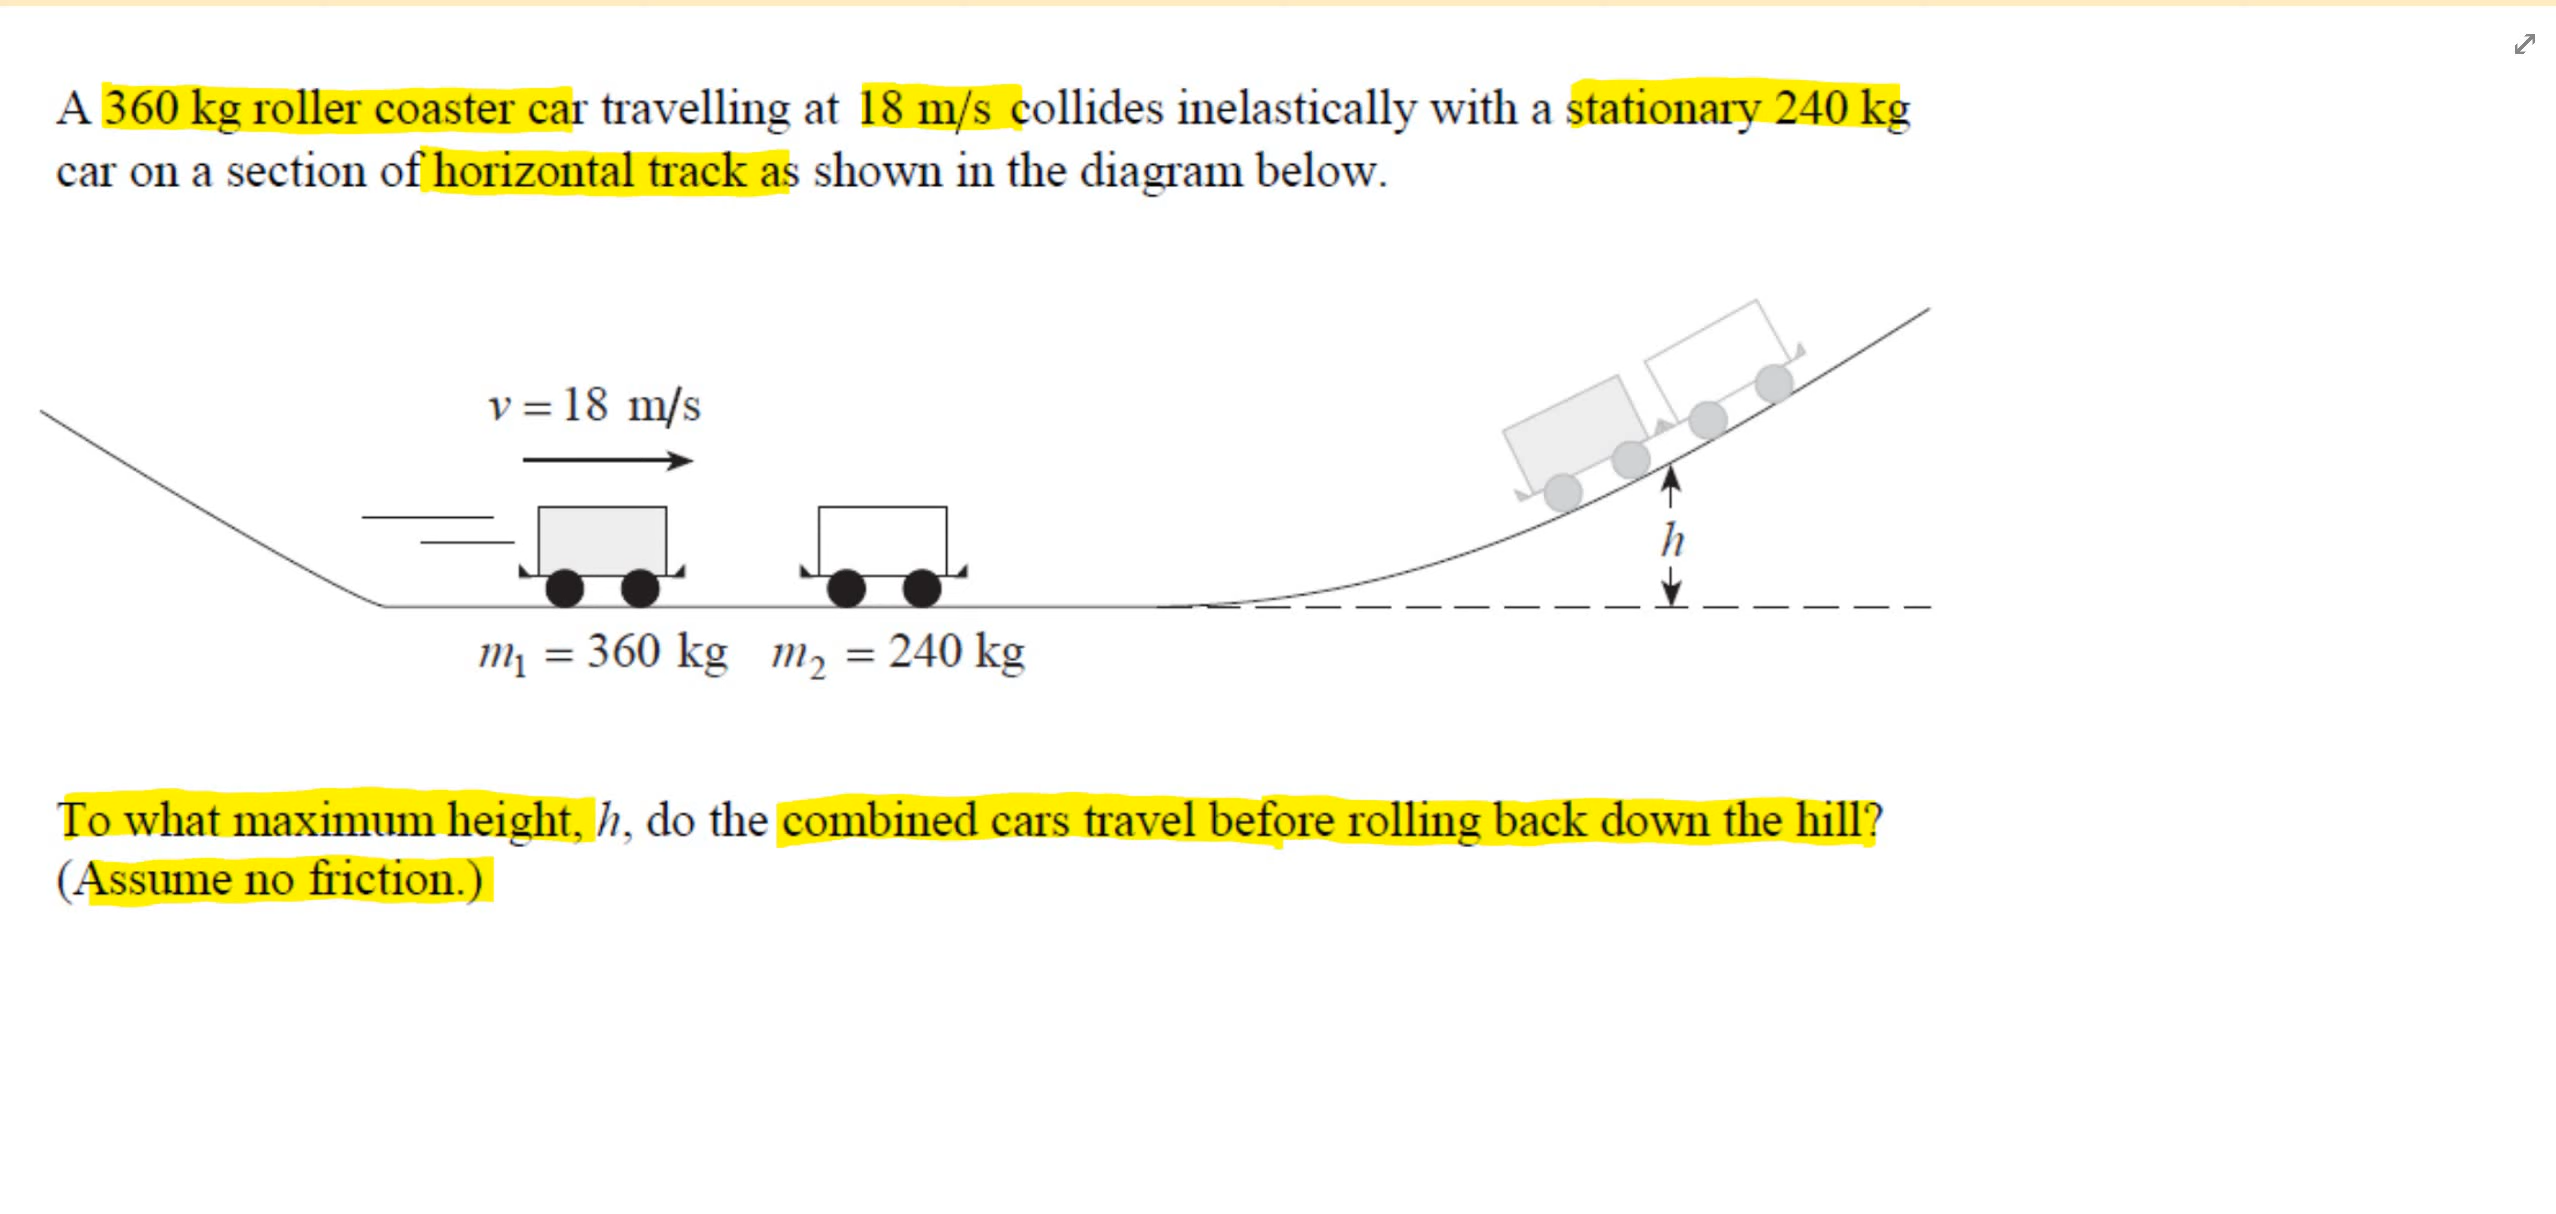 A 360 kg roller coaster car travelling at 18 m/s collides inelastically with a stationary 240 kg
car on a section of horizontal track as shown in the diagram below.
v = 18 m/s
h
m₁ = 360 kg m₂ = 240 kg
To what maximum height, h, do the combined cars travel before rolling back down the hill?
(Assume no friction.)